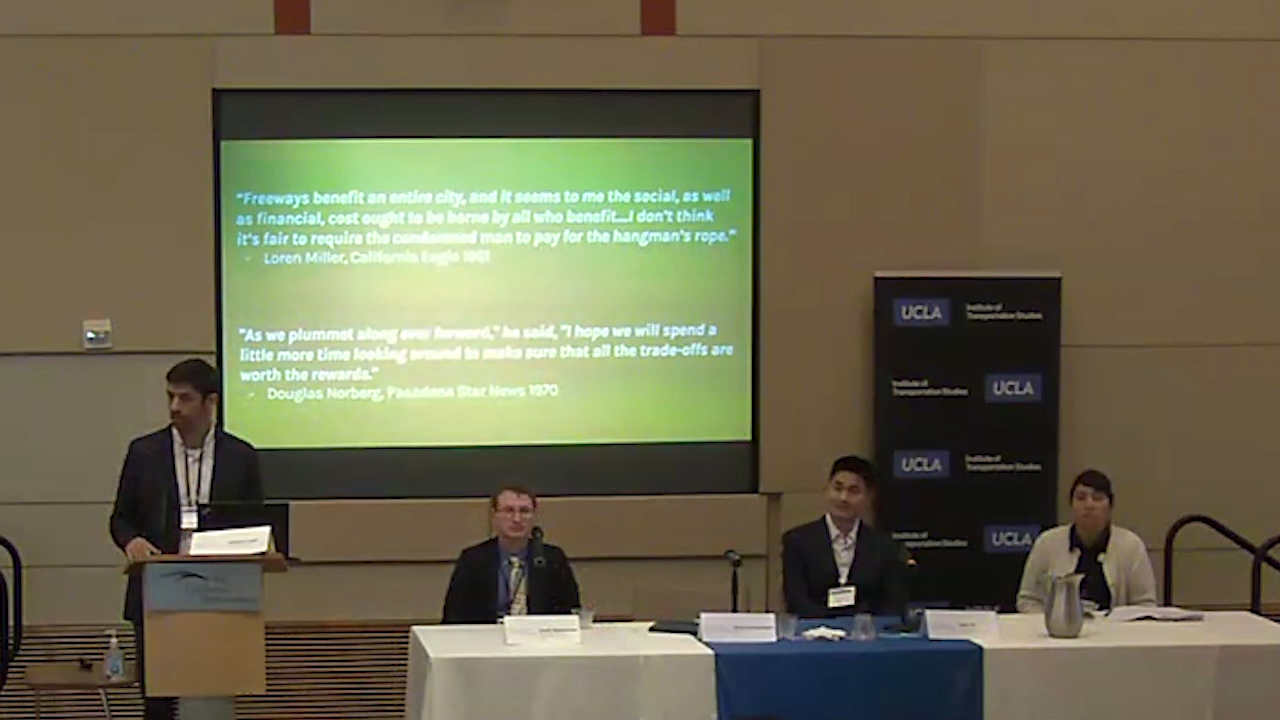 "Freeways benefit an entire city, and it seems to me the social, as well
as financial, cost ought to be borne by all who benefit...I don't think
it's fair to require the condemned man to pay for the hangman's rope."
- Loren Miller, California Eagle 1961
"As we plummet along ever forward," he said, "I hope we will spend a
little more time looking around to make sure that all the trade-offs are
worth the rewards."
- Douglas Norberg, Pasadena Star News 1970
UCLA
Institute of
Transportation Studies
Institute of
Transportation Studies
UCLA
UCLA
Institute of
Transportation Studies
Institute of
Transportation Studies
UCLA